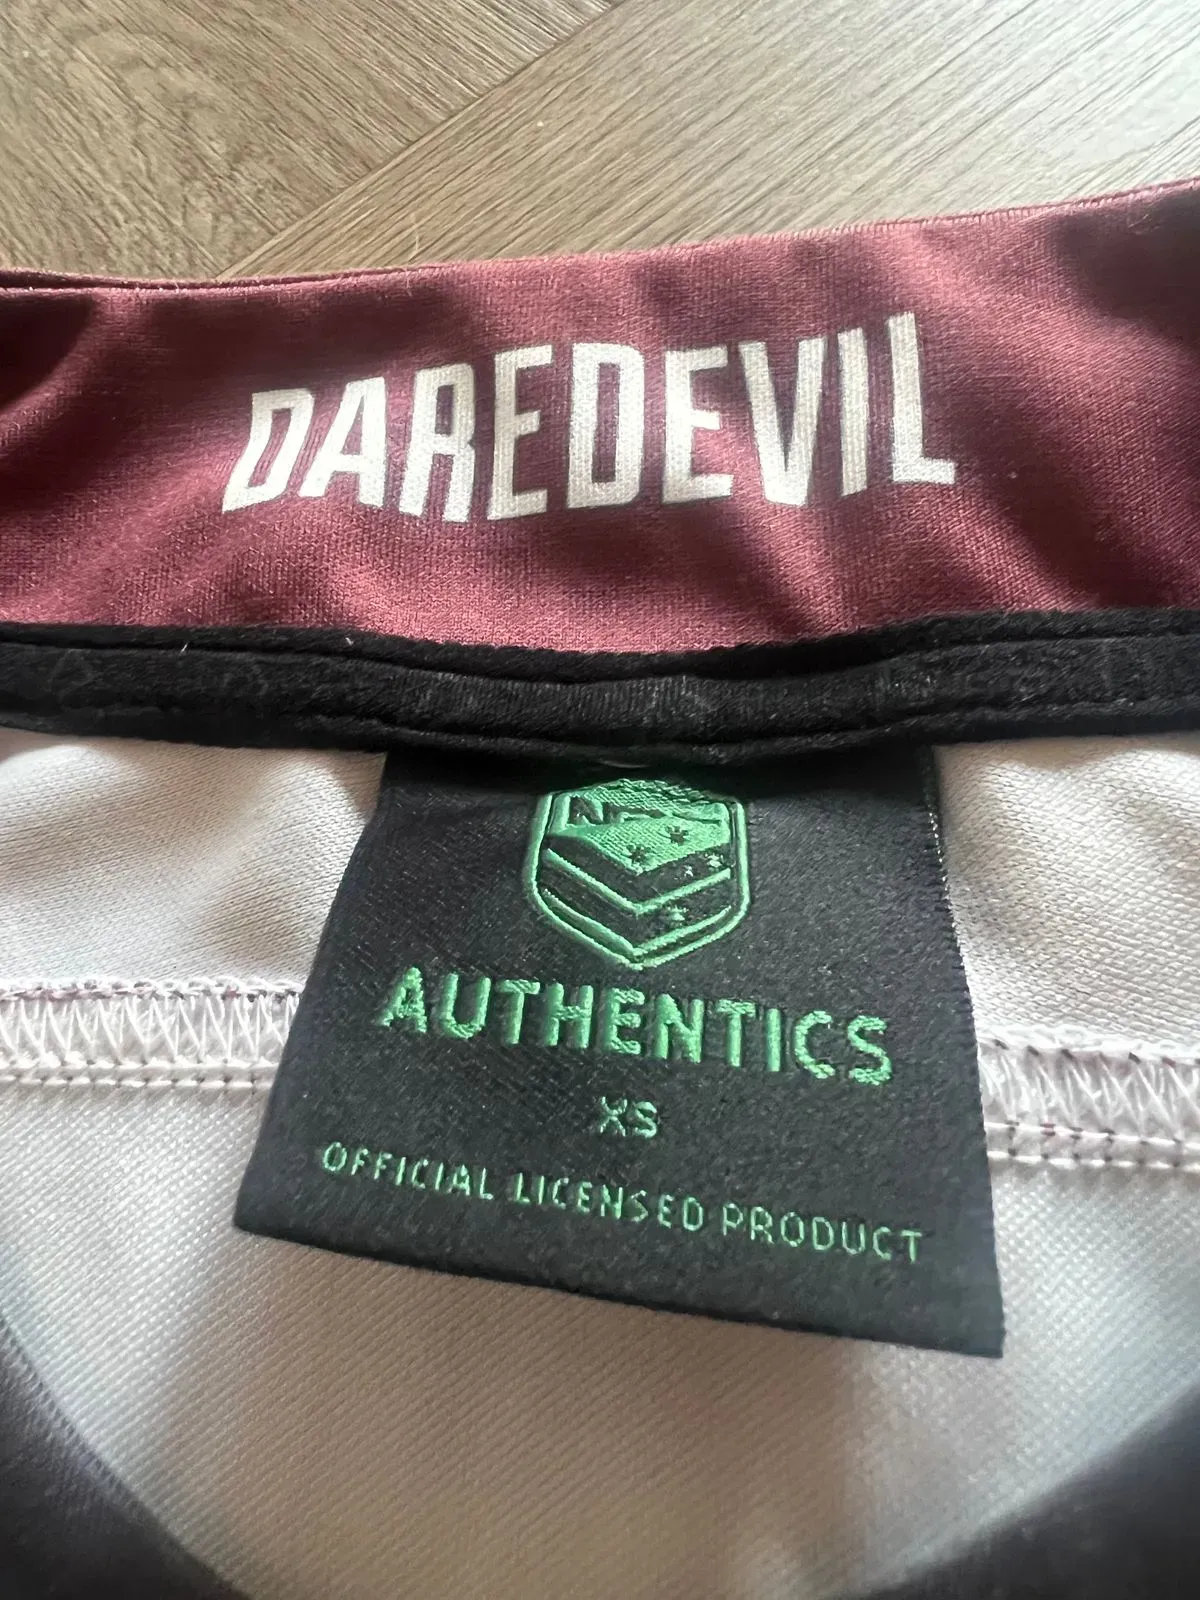 DAREDEVIL
AUTHENTICS
XS
OFFICIAL LICENSED PRODUCT